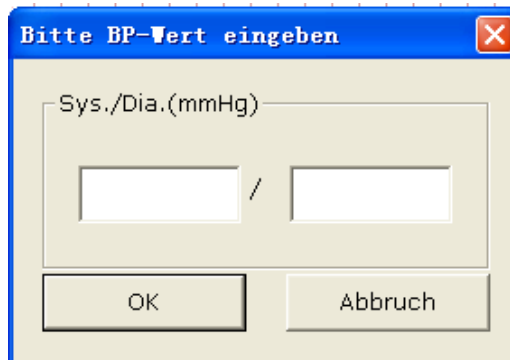 Bitte BP-Wert eingeben
Sys./Dia.(mmHg)
/
OK
Abbruch